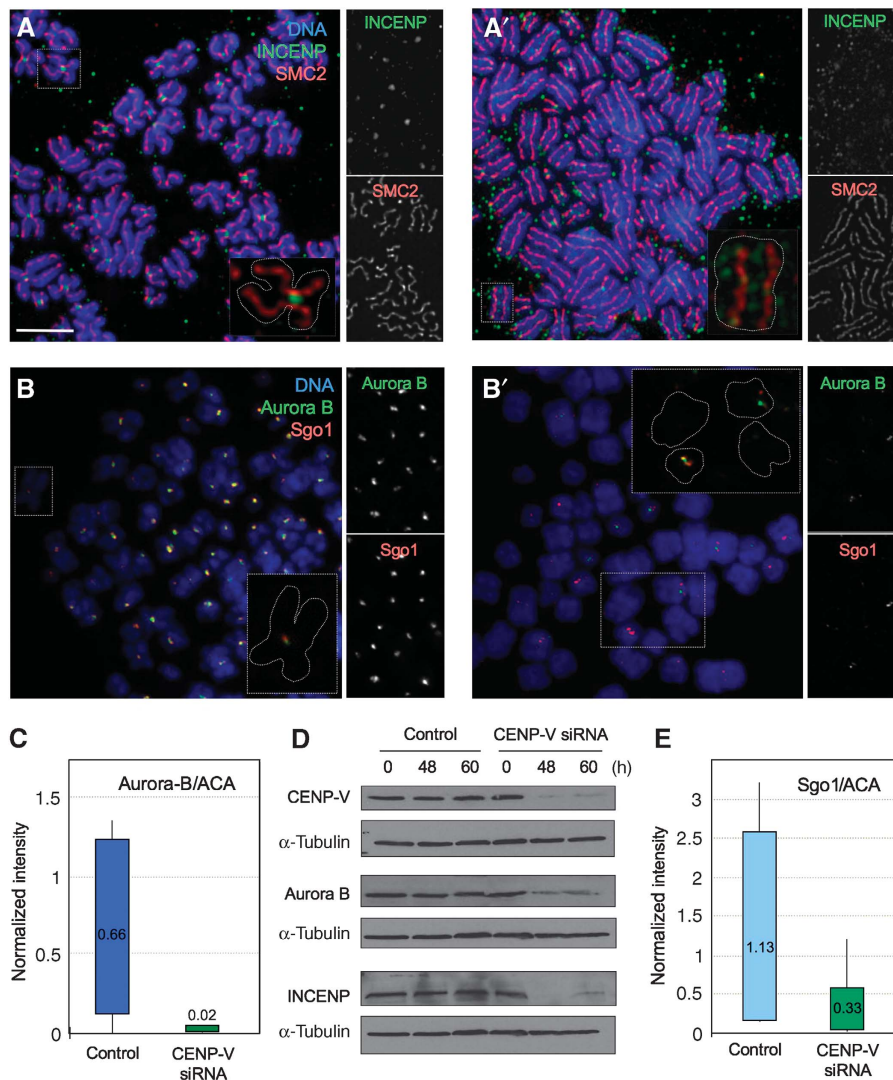 A
DNA
INCENP
SMC2
INCENP
SMC2
A′
INCENP
SMC2
B
DNA
Aurora B
Sgo1
Aurora B
Sgo1
B′
Aurora B
Sgo1
C
Aurora-B/ACA
Normalized intensity
1.5
1
0.5
0
0.66
0.02
Control
CENP-V
siRNA
D
Control CENP-V siRNA
0 48 60 0 48 60 (h)
CENP-V
α-Tubulin
Aurora B
α-Tubulin
INCENP
α-Tubulin
E
Sgo1/ACA
Normalized intensity
3
2.5
2
1.5
1
0.5
0
1.13
0.33
Control
CENP-V
siRNA